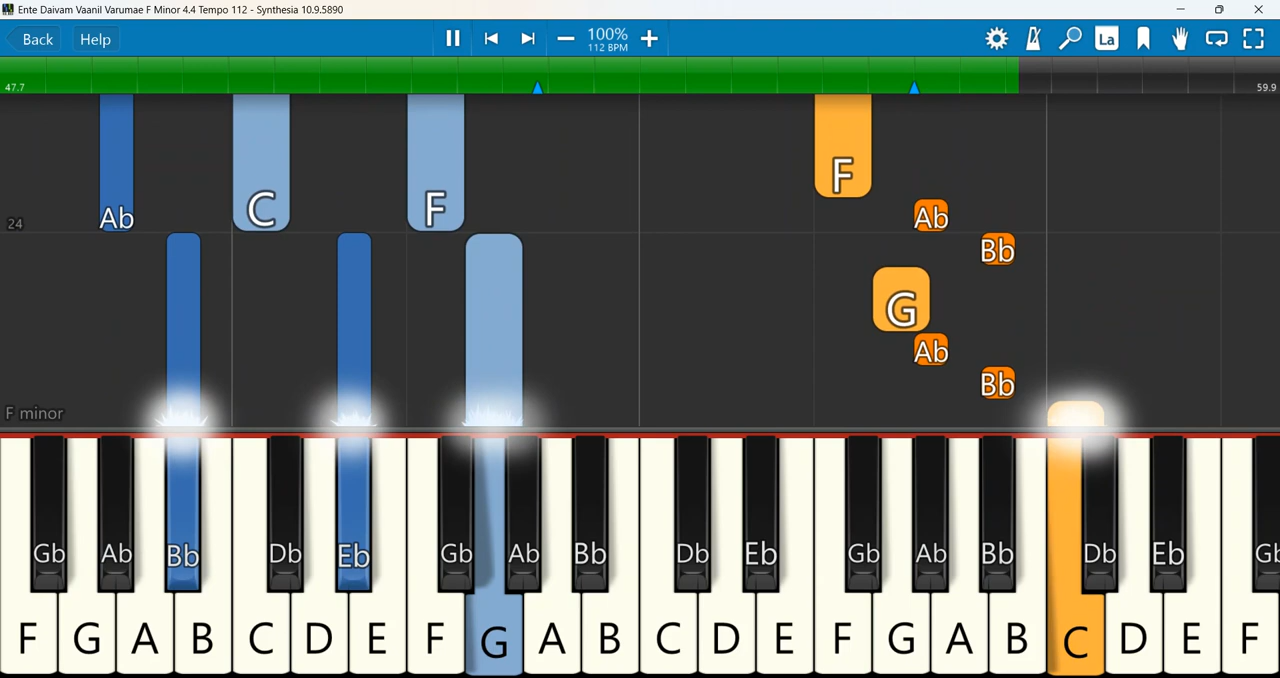 Ente Daivam Vaanil Varumae F Minor 4.4 Tempo 112 - Synthesia 10.9.5890
Back Help 100% La
112 BPM
47.7 59.9
F
Ab C F Ab
24
Bb
G
Ab
Bb
F minor
Gb Ab Bb Db Eb Gb Ab Bb Db Eb Gb Ab Bb Db Eb Gb
F G A B C D E F G A B C D E F G A B C D E F